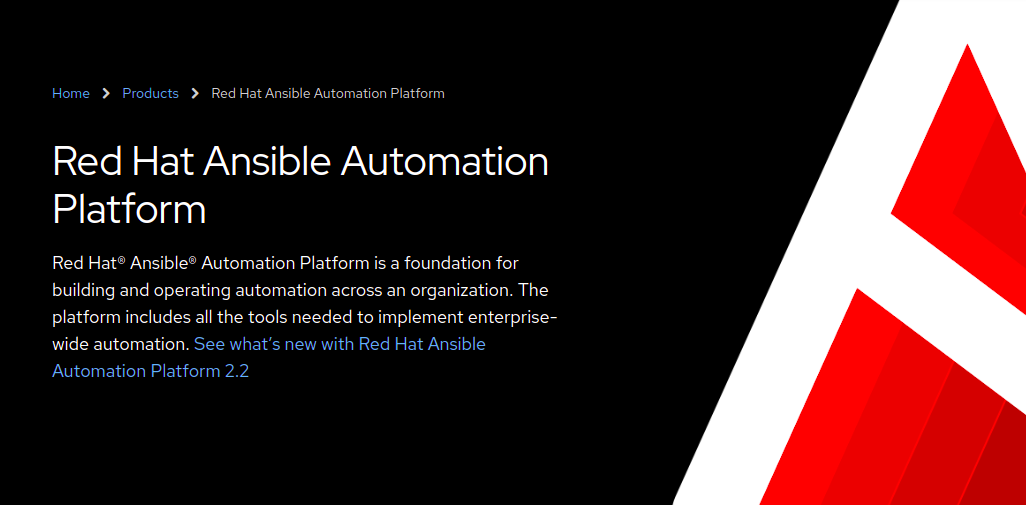 Home > Products > Red Hat Ansible Automation Platform
Red Hat Ansible Automation
Platform
Red Hat® Ansible® Automation Platform is a foundation for
building and operating automation across an organization. The
platform includes all the tools needed to implement enterprise-
wide automation. See what’s new with Red Hat Ansible
Automation Platform 2.2